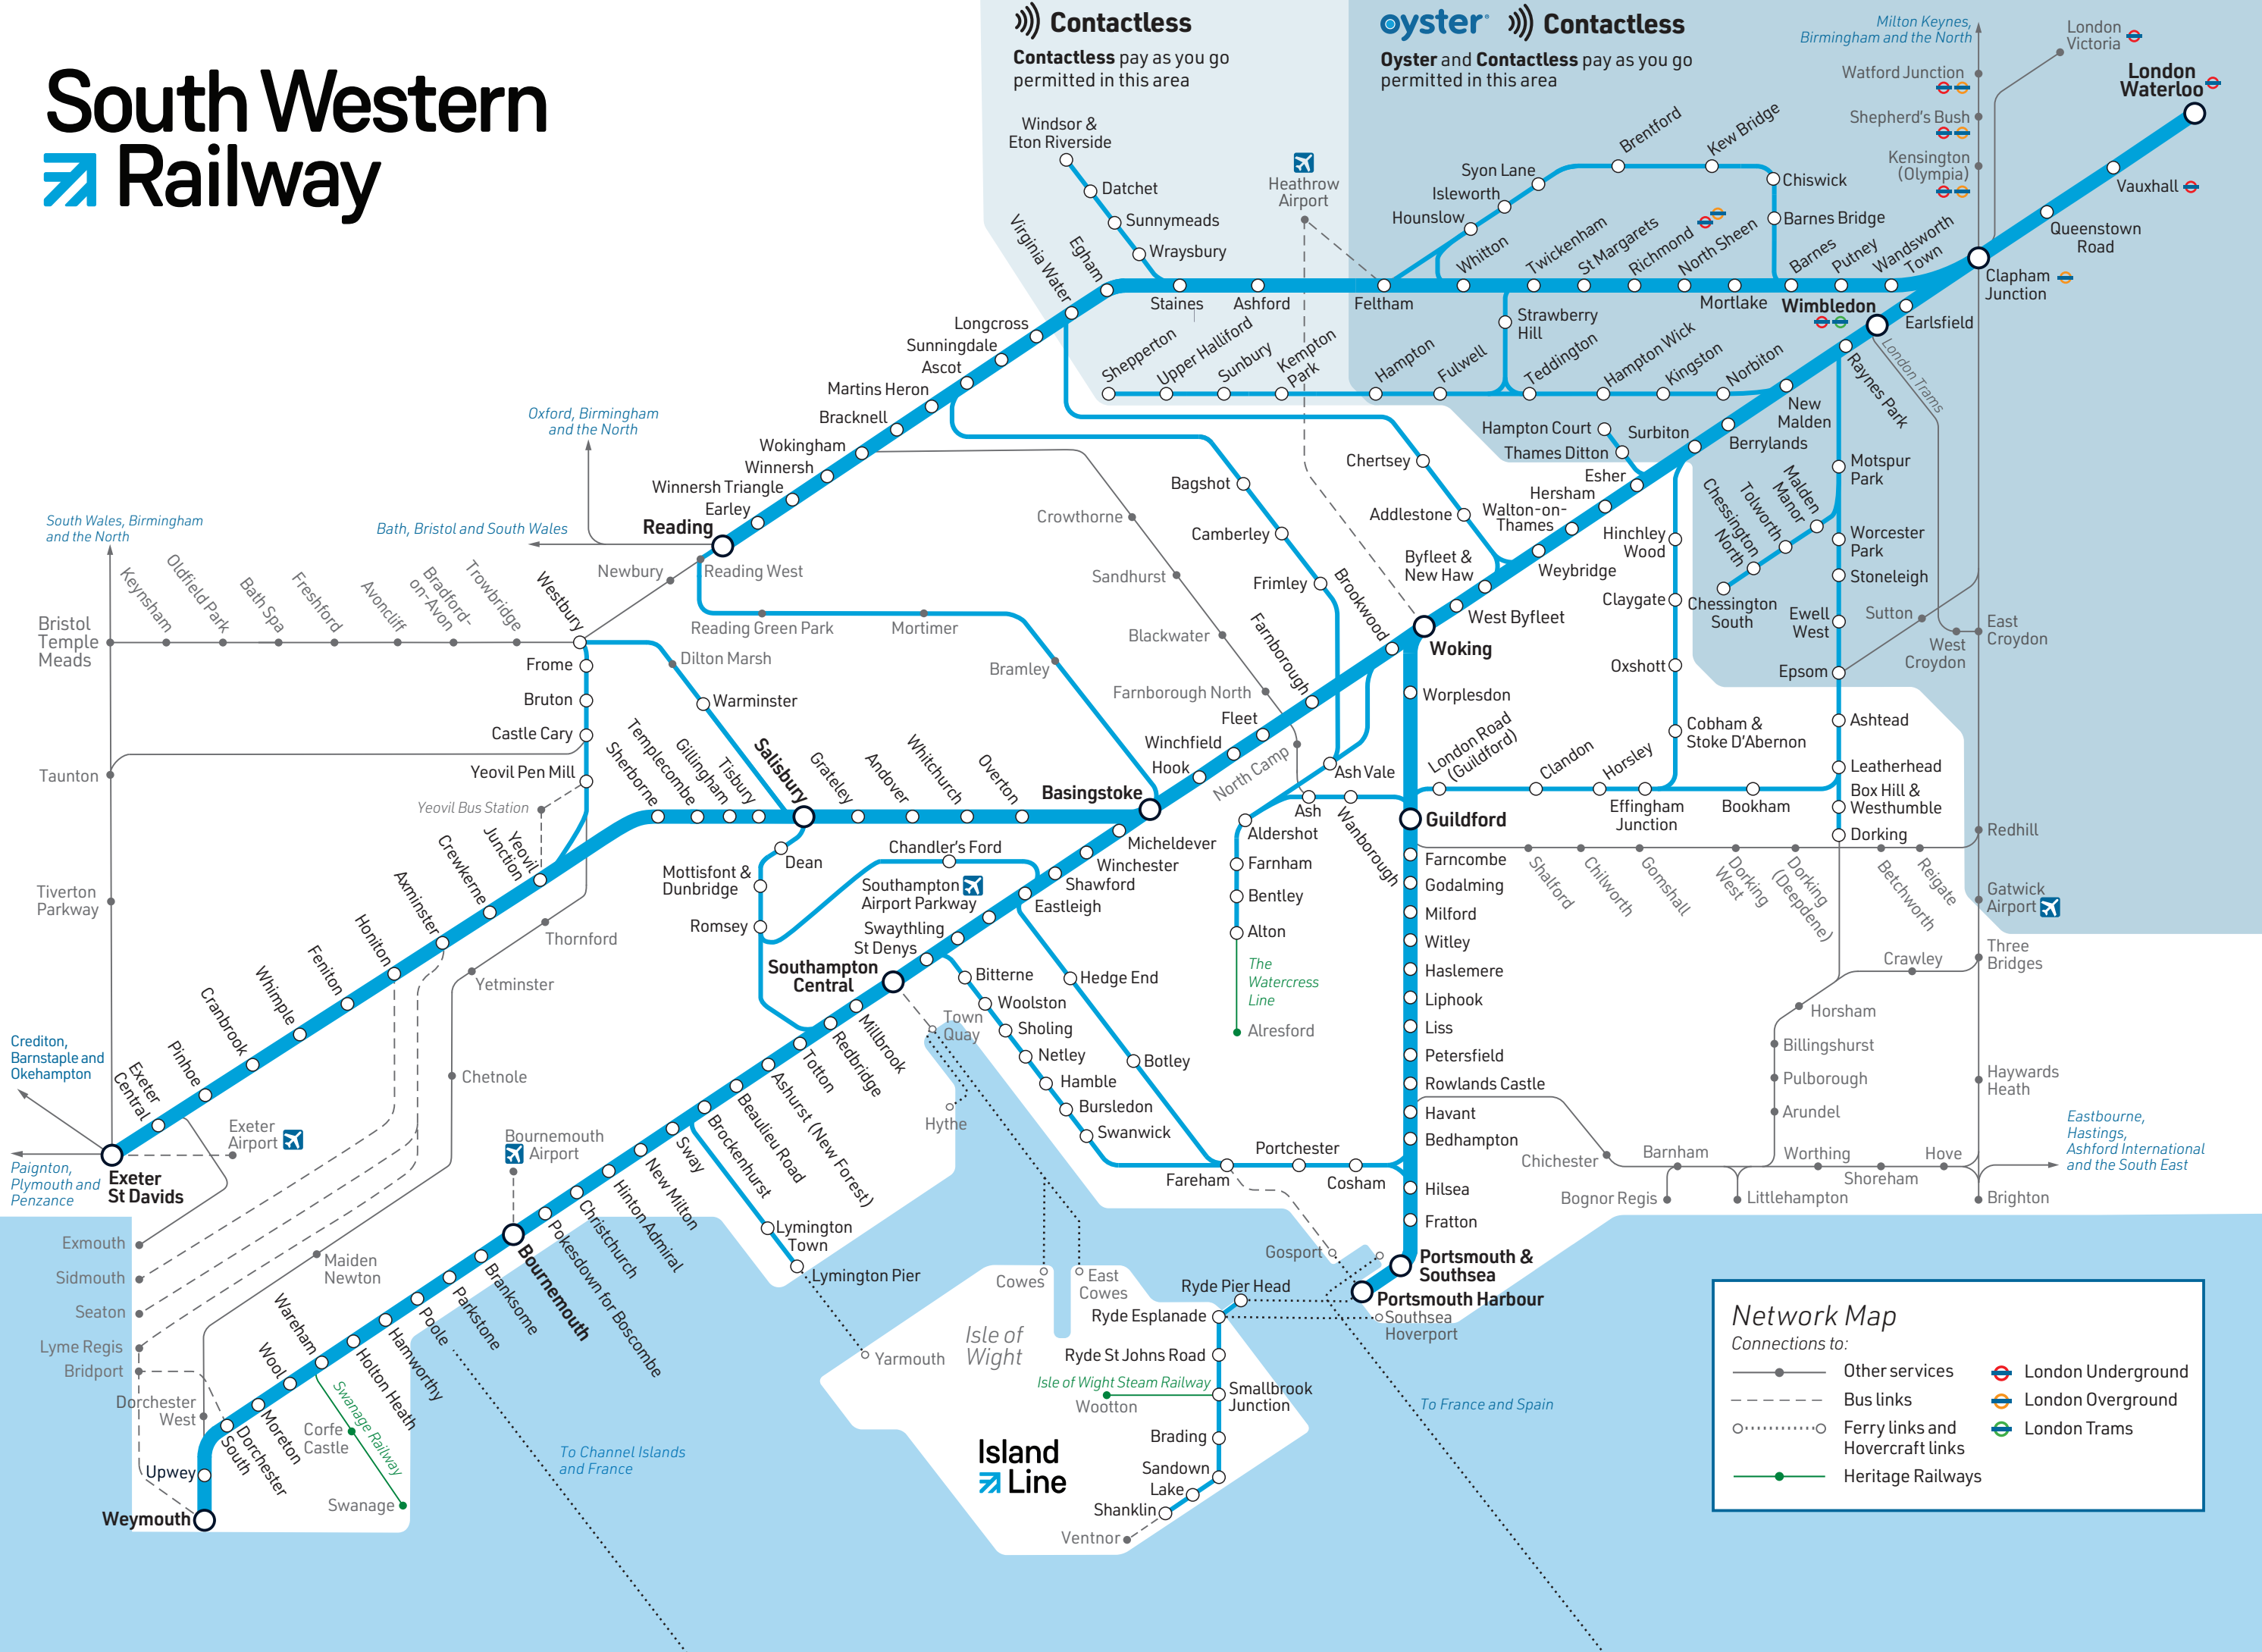 South Western
Railway
Contactless
Contactless pay as you go
permitted in this area
oyster
Contactless
Oyster and Contactless pay as you go
permitted in this area
Milton Keynes,
Birmingham and the North
London
Victoria
Watford Junction
London
Waterloo
Shepherd's Bush
Kensington
(Olympia)
Vauxhall
Queenstown
Road
Clapham
Junction
Windsor &
Eton Riverside
Datchet
Sunnymeads
Wraysbury
Heathrow
Airport
Syon Lane
Isleworth
Hounslow
Brentford
Kew Bridge
Chiswick
Barnes Bridge
Virginia Water
Egham
Staines
Ashford
Feltham
Whitton
Twickenham
St Margarets
Richmond
North Sheen
Mortlake
Barnes
Putney
Wandsworth
Town
Wimbledon
Earlsfield
London Trams
Raynes Park
Strawberry
Hill
Shepperton
Upper Halliford
Sunbury
Kempton
Park
Hampton
Fulwell
Teddington
Hampton Wick
Kingston
Norbiton
New
Malden
Berrylands
Surbiton
Hampton Court
Thames Ditton
Esher
Hersham
Walton-on-
Thames
Weybridge
Byfleet &
New Haw
West Byfleet
Woking
Longcross
Sunningdale
Ascot
Martins Heron
Bracknell
Wokingham
Winnersh
Winnersh Triangle
Earley
Reading
Oxford, Birmingham
and the North
Bath, Bristol and South Wales
South Wales, Birmingham
and the North
Newbury
Reading West
Reading Green Park
Mortimer
Bramley
Crowthorne
Sandhurst
Blackwater
Farnborough North
North Camp
Bagshot
Camberley
Frimley
Chertsey
Addlestone
Brookwood
Farnborough
Fleet
Winchfield
Hook
Basingstoke
Hinchley
Wood
Claygate
Oxshott
Cobham &
Stoke D'Abernon
Motspur
Park
Malden
Manor
Tolworth
Chessington
North
Chessington
South
Worcester
Park
Stoneleigh
Ewell
West
Epsom
Ashtead
Leatherhead
Box Hill &
Westhumble
Dorking
Sutton
West
Croydon
East
Croydon
Redhill
Gatwick
Airport
Three
Bridges
Crawley
Horsham
Billingshurst
Pulborough
Arundel
Haywards
Heath
Bristol
Temple
Meads
Keynsham
Oldfield Park
Bath Spa
Freshford
Avoncliff
Bradford-
on-Avon
Trowbridge
Westbury
Frome
Bruton
Castle Cary
Yeovil Pen Mill
Yeovil Bus Station
Dilton Marsh
Warminster
Taunton
Tiverton
Parkway
Sherborne
Templecombe
Gillingham
Tisbury
Salisbury
Grateley
Andover
Whitchurch
Overton
Yeovil
Junction
Crewkerne
Axminster
Honiton
Feniton
Whimple
Cranbrook
Pinhoe
Exeter
Central
Exeter
St Davids
Crediton,
Barnstaple and
Okehampton
Paignton,
Plymouth and
Penzance
Exeter
Airport
Exmouth
Sidmouth
Seaton
Lyme Regis
Bridport
Thornford
Yetminster
Chetnole
Maiden
Newton
Dorchester
West
Worplesdon
London Road
(Guildford)
Clandon
Horsley
Effingham
Junction
Bookham
Guildford
Ash Vale
Ash
Wanborough
Aldershot
Farnham
Bentley
Alton
The
Watercress
Line
Alresford
Shalford
Chilworth
Gomshall
Dorking
West
Dorking
(Deepdene)
Betchworth
Reigate
Farncombe
Godalming
Milford
Witley
Haslemere
Liphook
Liss
Petersfield
Rowlands Castle
Havant
Bedhampton
Hilsea
Fratton
Portsmouth &
Southsea
Portsmouth Harbour
Southsea
Hoverport
Gosport
Chichester
Barnham
Bognor Regis
Littlehampton
Worthing
Shoreham
Hove
Brighton
Eastbourne,
Hastings,
Ashford International
and the South East
Micheldever
Winchester
Shawford
Eastleigh
Chandler's Ford
Southampton
Airport Parkway
Swaythling
St Denys
Southampton
Central
Dean
Mottisfont &
Dunbridge
Romsey
Bitterne
Woolston
Sholing
Netley
Hamble
Bursledon
Swanwick
Hedge End
Botley
Fareham
Portchester
Cosham
Town
Quay
Hythe
Millbrook
Redbridge
Totton
Ashurst (New Forest)
Beaulieu Road
Brockenhurst
Sway
New Milton
Hinton Admiral
Christchurch
Pokesdown for Boscombe
Bournemouth
Bournemouth
Airport
Branksome
Parkstone
Poole
Hamworthy
Holton Heath
Wareham
Wool
Moreton
Dorchester
South
Upwey
Weymouth
Swanage Railway
Corfe
Castle
Swanage
Lymington
Town
Lymington Pier
Yarmouth
Cowes
East
Cowes
Isle of
Wight
Ryde Pier Head
Ryde Esplanade
Ryde St Johns Road
Isle of Wight Steam Railway
Wootton
Smallbrook
Junction
Brading
Sandown
Lake
Shanklin
Ventnor
Island
Line
To Channel Islands
and France
To France and Spain
Network Map
Connections to:
Other services
Bus links
Ferry links and
Hovercraft links
Heritage Railways
London Underground
London Overground
London Trams